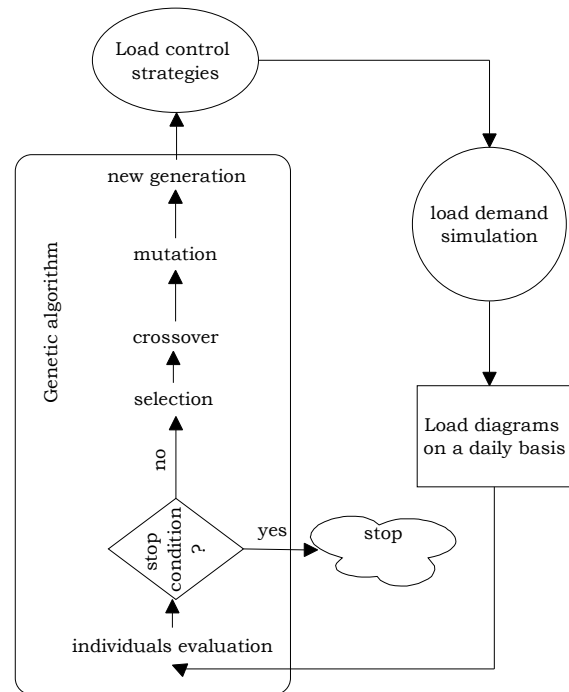 Load control
strategies
new generation
load demand
simulation
mutation
Genetic algorithm
crossover
selection
Load diagrams
on a daily basis
no
stop
condition
?
yes
stop
individuals evaluation